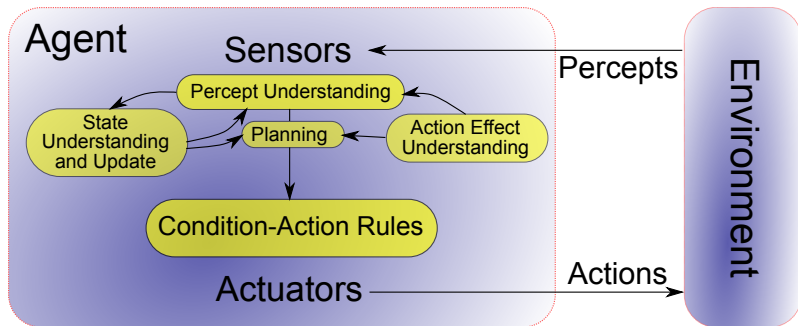 Agent
Sensors
Percepts
Percept Understanding
State
Understanding
and Update
Planning
Action Effect
Understanding
Condition-Action Rules
Actuators
Actions
Environment